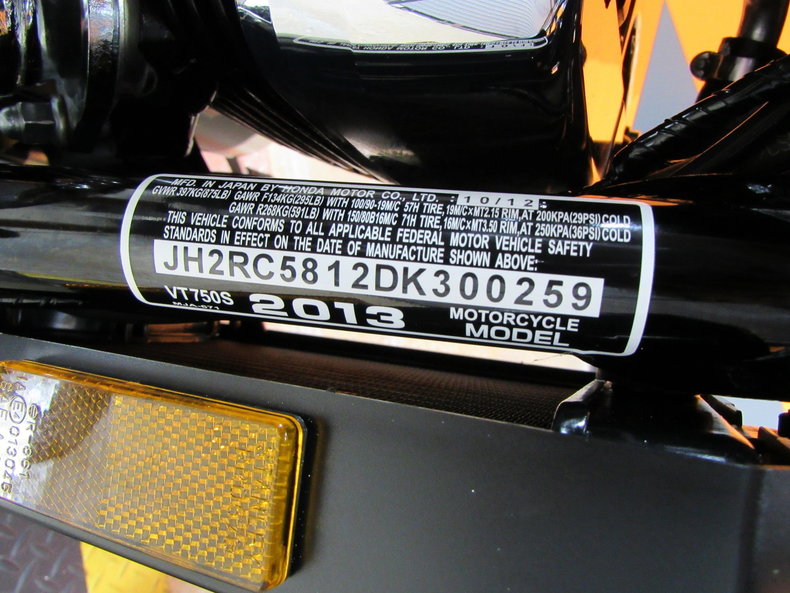 MFD. IN JAPAN BY HONDA MOTOR CO., LTD. : 10/12:
GVWR 397KG(875LB) GAWR F134KG(295LB) WITH 100/90-19M/C 57H TIRE,19M/C×MT2.15 RIM,AT 200KPA(29PSI)COLD
GAWR R268KG(591LB) WITH 150/80B16M/C 71H TIRE,16M/C×MT3.50 RIM,AT 250KPA(36PSI)COLD
THIS VEHICLE CONFORMS TO ALL APPLICABLE FEDERAL MOTOR VEHICLE SAFETY
STANDARDS IN EFFECT ON THE DATE OF MANUFACTURE SHOWN ABOVE:
JH2RC5812DK300259
VT750S 2013 MOTORCYCLE
MODEL